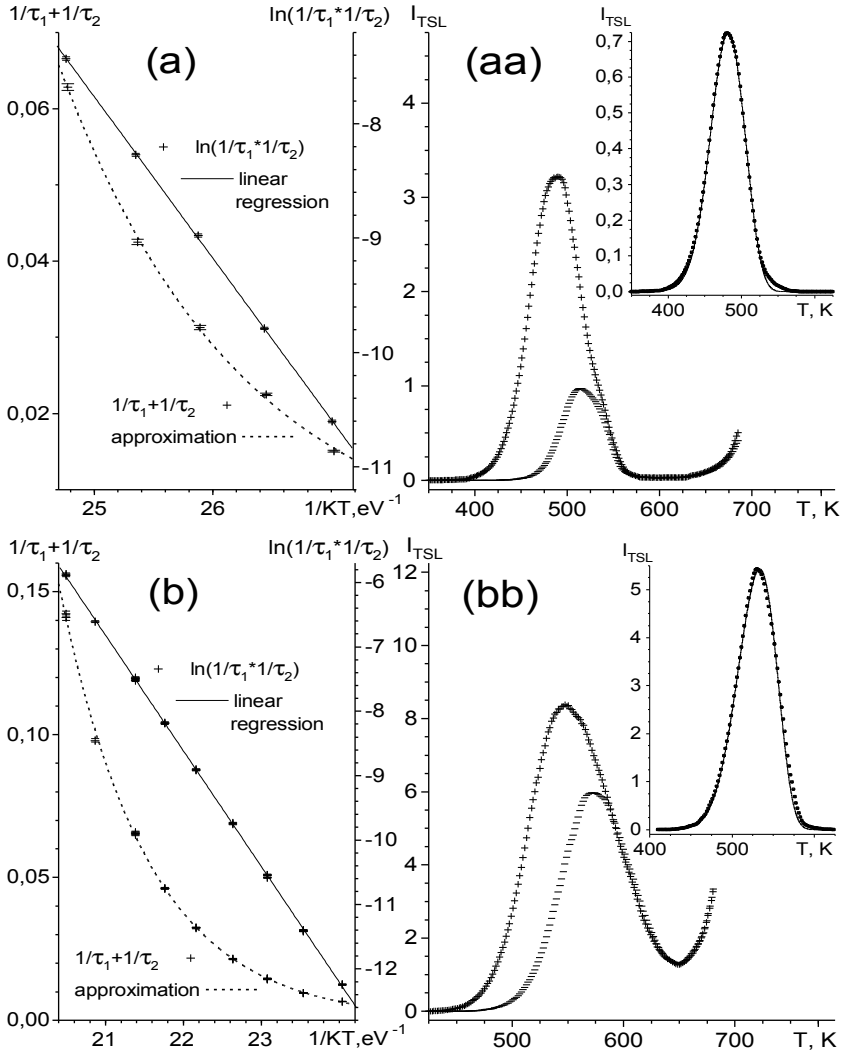 1/τ₁+1/τ₂
ln(1/τ₁*1/τ₂)
(a)
0,06
0,04
0,02
-8
-9
-10
-11
ln(1/τ₁*1/τ₂)
linear
regression
1/τ₁+1/τ₂
approximation
25
26
1/KT,eV⁻¹
I_TSL
(aa)
4
3
2
1
0
400
500
600
700
T, K
I_TSL
0,7
0,6
0,5
0,4
0,3
0,2
0,1
0,0
400
500
T, K
1/τ₁+1/τ₂
ln(1/τ₁*1/τ₂)
(b)
0,15
0,10
0,05
0,00
-6
-7
-8
-9
-10
-11
-12
ln(1/τ₁*1/τ₂)
linear
regression
1/τ₁+1/τ₂
approximation
21
22
23
1/KT,eV⁻¹
I_TSL
(bb)
12
10
8
6
4
2
0
500
600
700
T, K
I_TSL
5
4
3
2
1
0
400
500
T, K